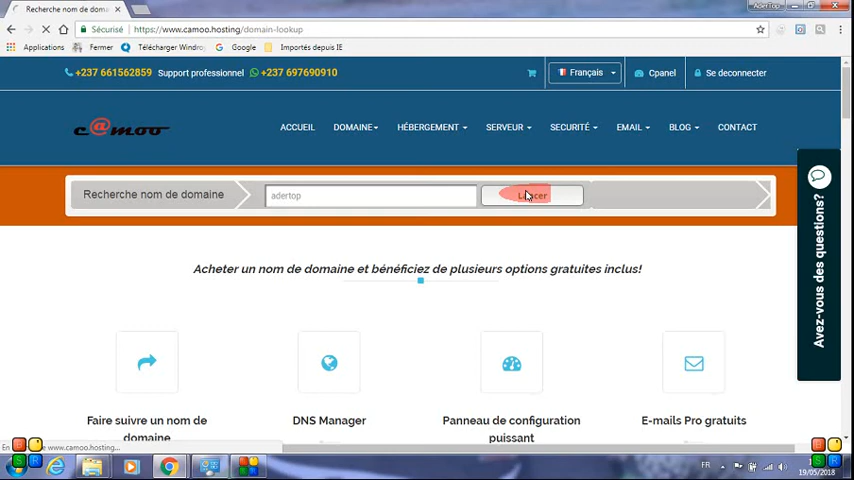 AderTop
Recherche nom de doma
Sécurisé
https://www.camoo.hosting/domain-lookup
Applications
Fermer
Télécharger Windro
Google
Importés depuis IE
+237 661562859 Support professionnel +237 697690910
Français
Cpanel
Se deconnecter
c@moo
ACCUEIL
DOMAINE
HÉBERGEMENT
SERVEUR
SECURITÉ
EMAIL
BLOG
CONTACT
Recherche nom de domaine
adertop
Lancer
Avez-vous des questions?
Acheter un nom de domaine et bénéficiez de plusieurs options gratuites inclus!
Faire suivre un nom de
domaine
DNS Manager
Panneau de configuration
puissant
E-mails Pro gratuits
www.camoo.hosting...
FR
19/05/2018